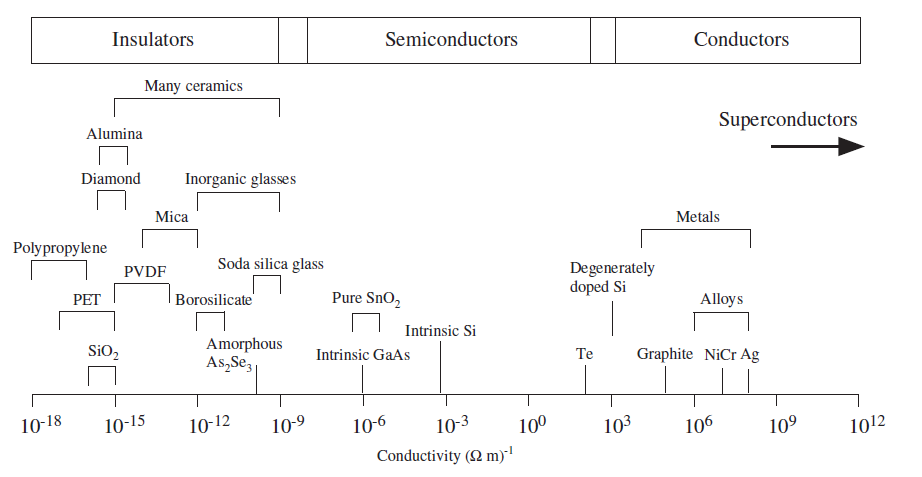 Insulators Semiconductors Conductors
Many ceramics
Superconductors
Alumina
Diamond Inorganic glasses
Mica Metals
Polypropylene
PVDF Soda silica glass Degenerately
doped Si
PET Borosilicate Pure SnO₂ Alloys
Intrinsic Si
SiO₂ Amorphous
As₂Se₃ Intrinsic GaAs Te Graphite NiCr Ag
10⁻¹⁸ 10⁻¹⁵ 10⁻¹² 10⁻⁹ 10⁻⁶ 10⁻³ 10⁰ 10³ 10⁶ 10⁹ 10¹²
Conductivity (Ω m)⁻¹